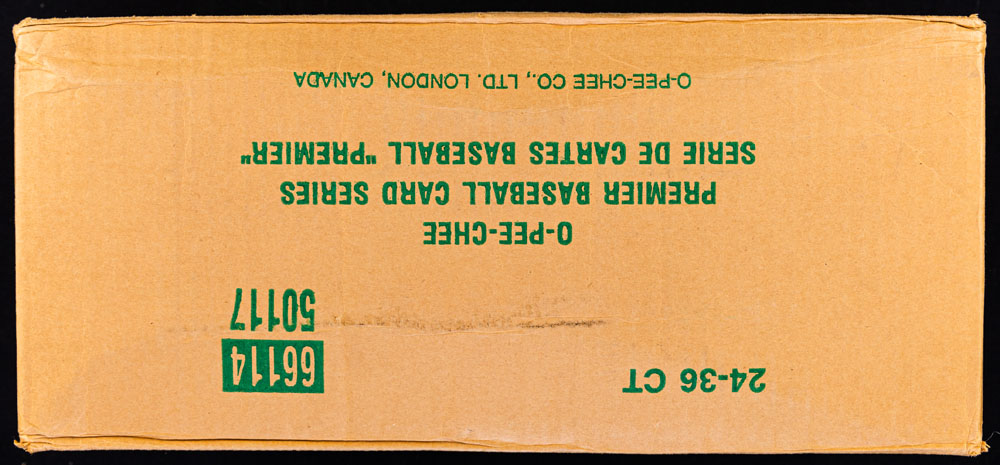 24-36 CT
66114
50117
O-PEE-CHEE
PREMIER BASEBALL CARD SERIES
SERIE DE CARTES BASEBALL "PREMIER"
O-PEE-CHEE CO., LTD. LONDON, CANADA